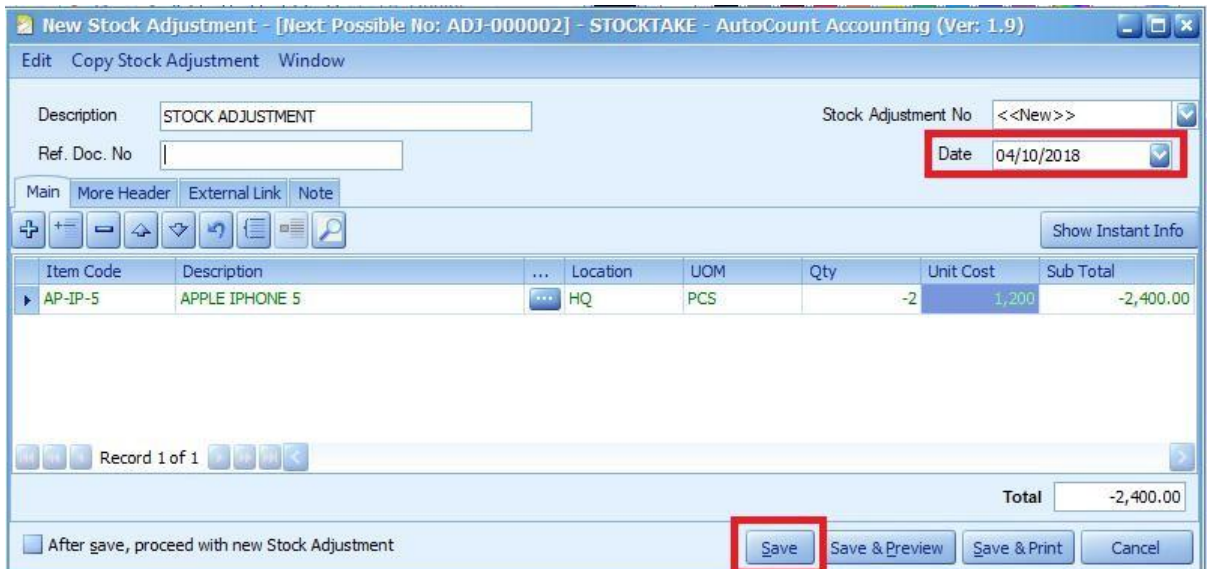 New Stock Adjustment - [Next Possible No: ADJ-000002] - STOCKTAKE - AutoCount Accounting (Ver: 1.9)
Edit Copy Stock Adjustment Window
Description STOCK ADJUSTMENT Stock Adjustment No <<New>>
Ref. Doc. No Date 04/10/2018
Main More Header External Link Note
Show Instant Info
Item Code Description ... Location UOM Qty Unit Cost Sub Total
AP-IP-5 APPLE IPHONE 5 ... HQ PCS -2 1,200 -2,400.00
Record 1 of 1
Total -2,400.00
After save, proceed with new Stock Adjustment Save Save & Preview Save & Print Cancel